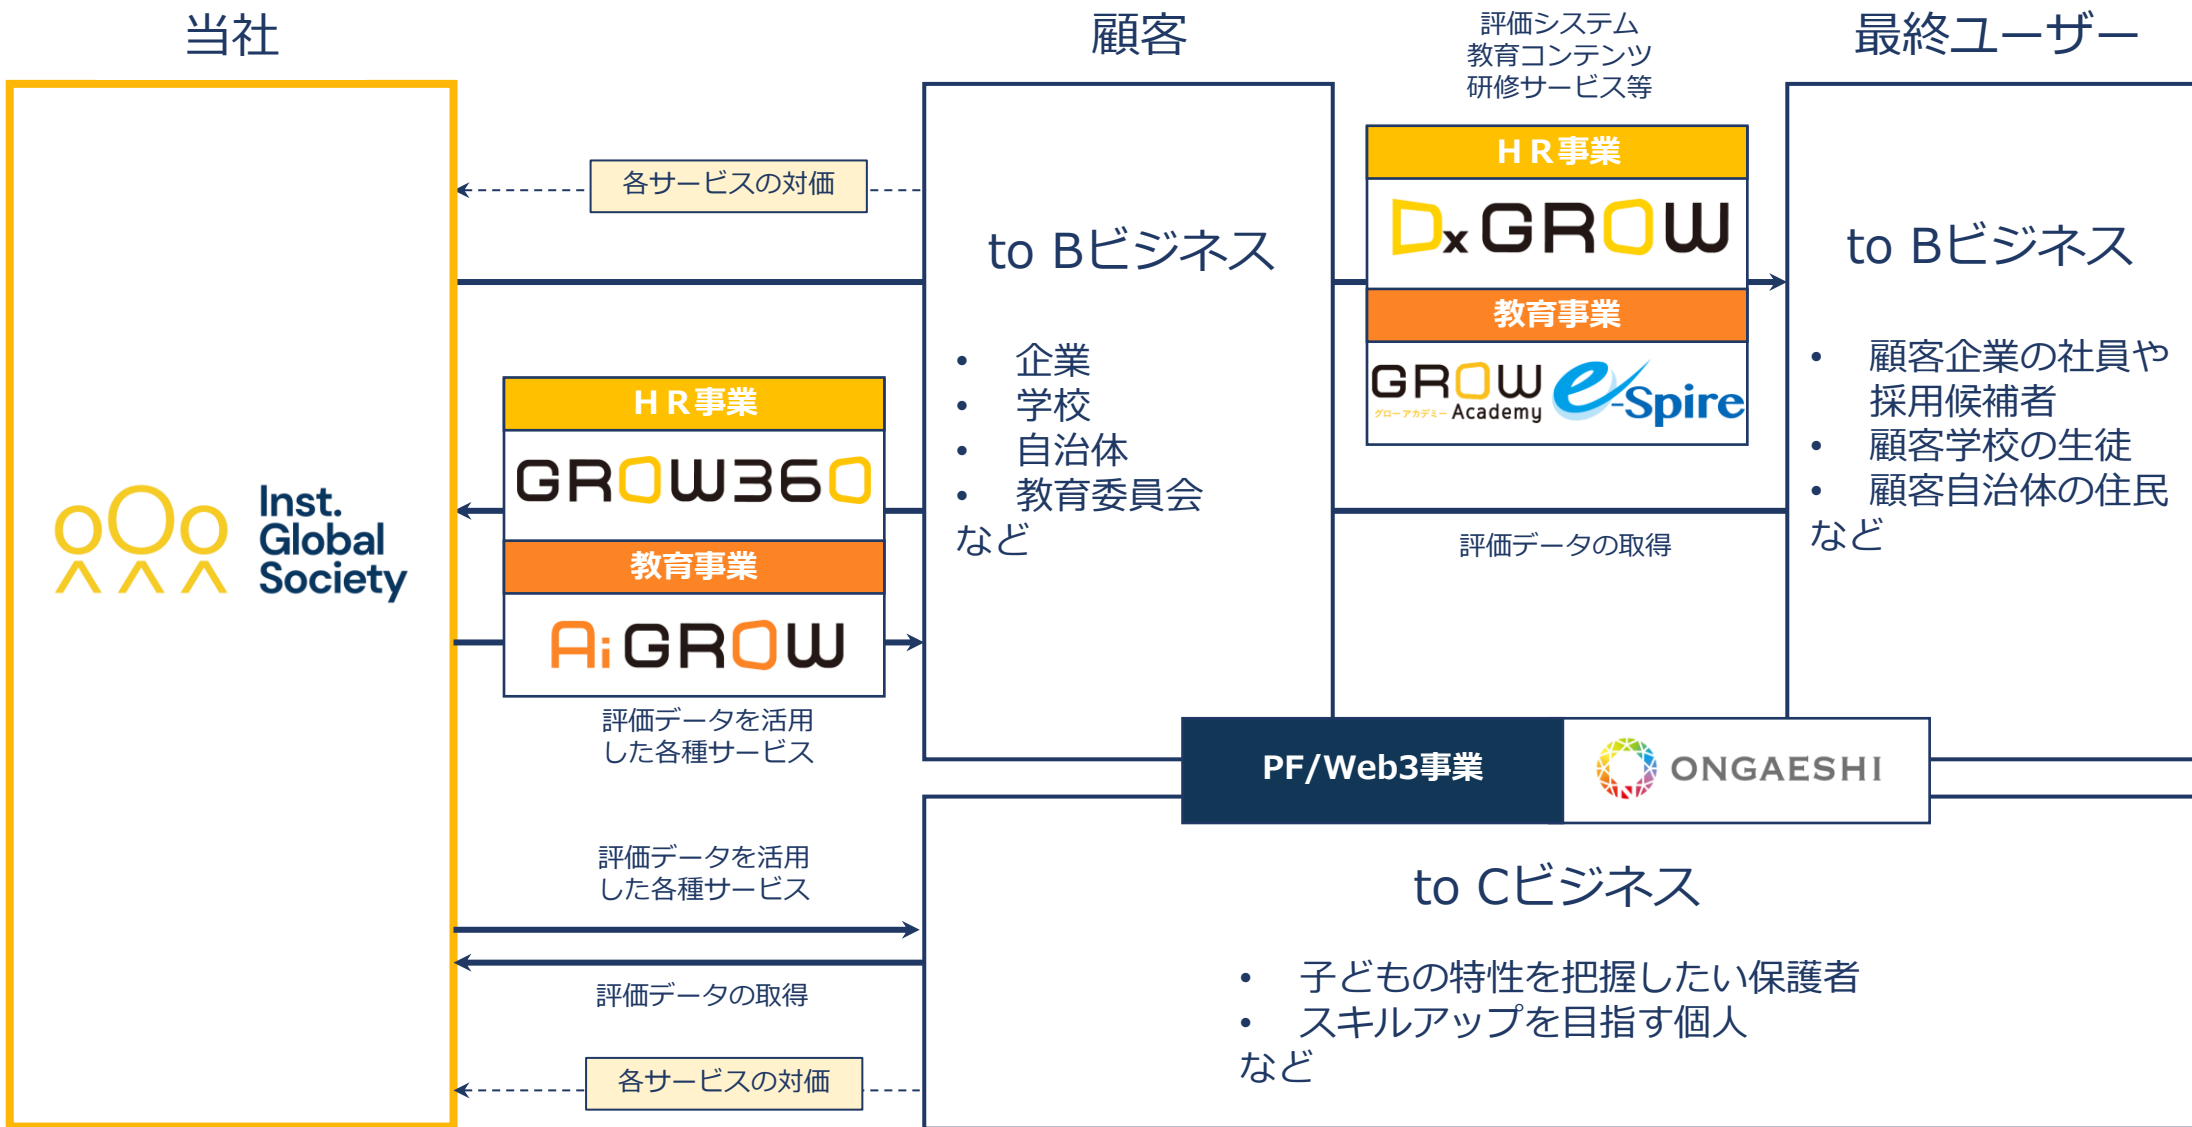 当社
顧客
評価システム
教育コンテンツ
研修サービス等
最終ユーザー
各サービスの対価
HR事業
DxGROW
教育事業
GROW
グローアカデミー Academy
e-Spire
to Bビジネス
• 企業
• 学校
• 自治体
• 教育委員会
など
to Bビジネス
• 顧客企業の社員や
採用候補者
• 顧客学校の生徒
• 顧客自治体の住民
など
HR事業
GROW360
教育事業
Ai GROW
評価データを活用
した各種サービス
評価データの取得
Inst.
Global
Society
PF/Web3事業
ONGAESHI
評価データを活用
した各種サービス
評価データの取得
各サービスの対価
to Cビジネス
• 子どもの特性を把握したい保護者
• スキルアップを目指す個人
など